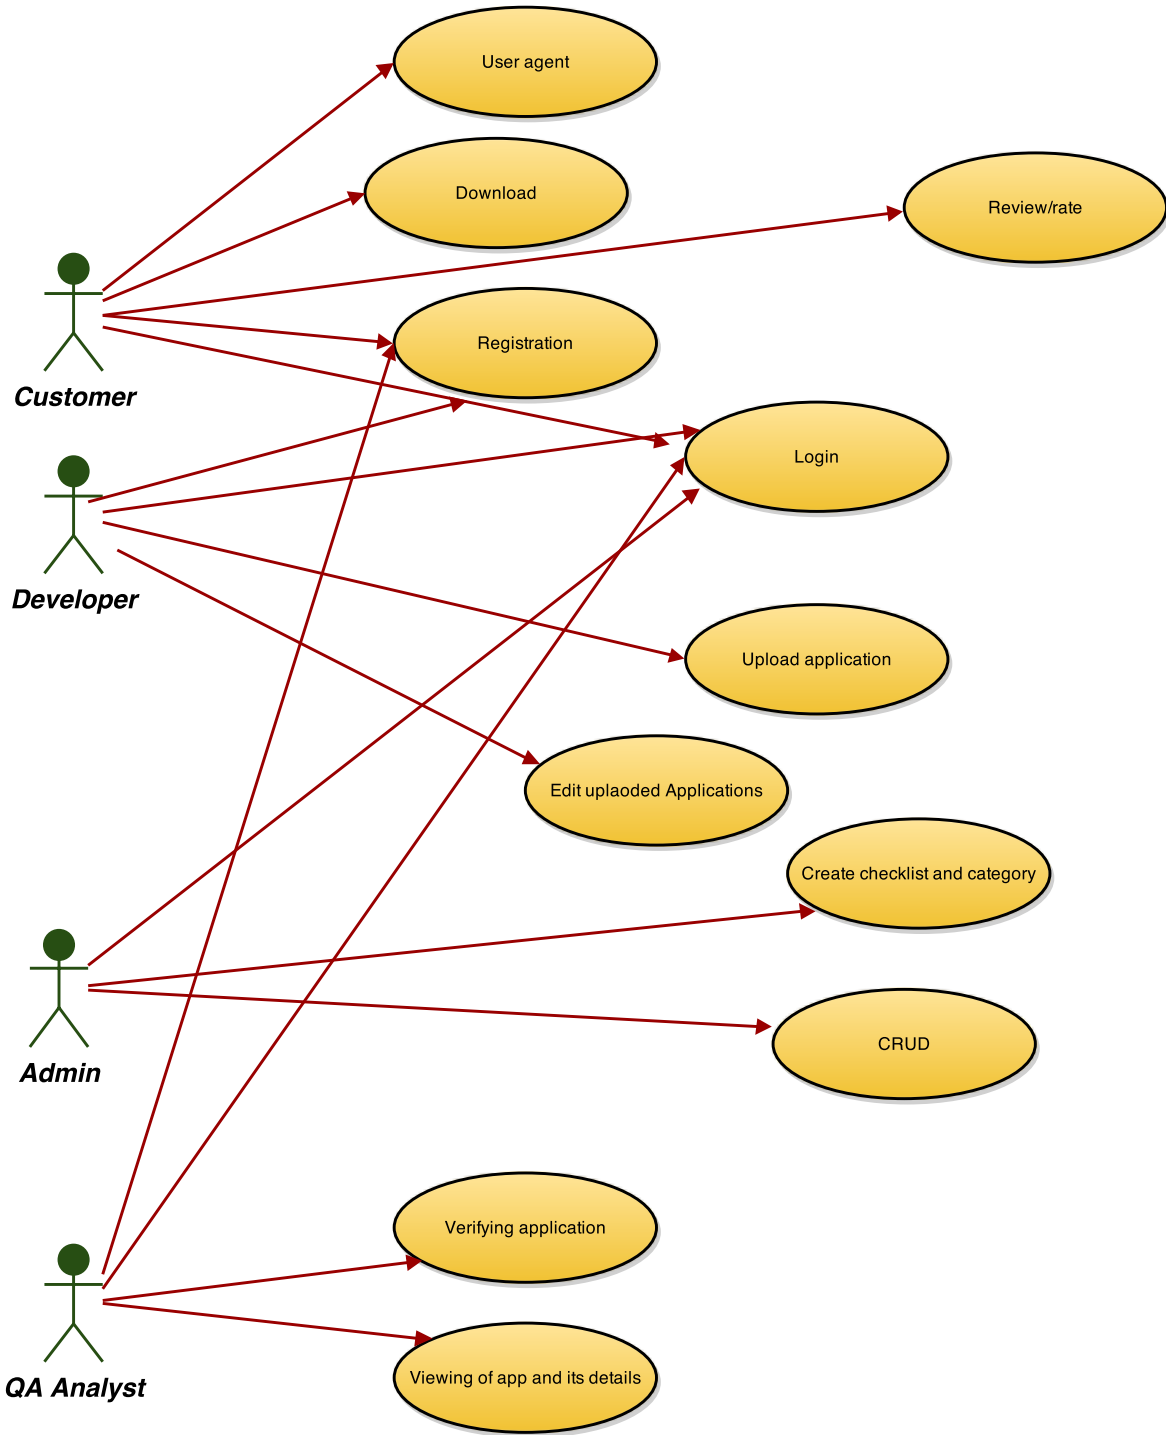 User agent
Download
Review/rate
Registration
Customer
Login
Developer
Upload application
Edit uplaoded Applications
Create checklist and category
CRUD
Admin
Verifying application
Viewing of app and its details
QA Analyst